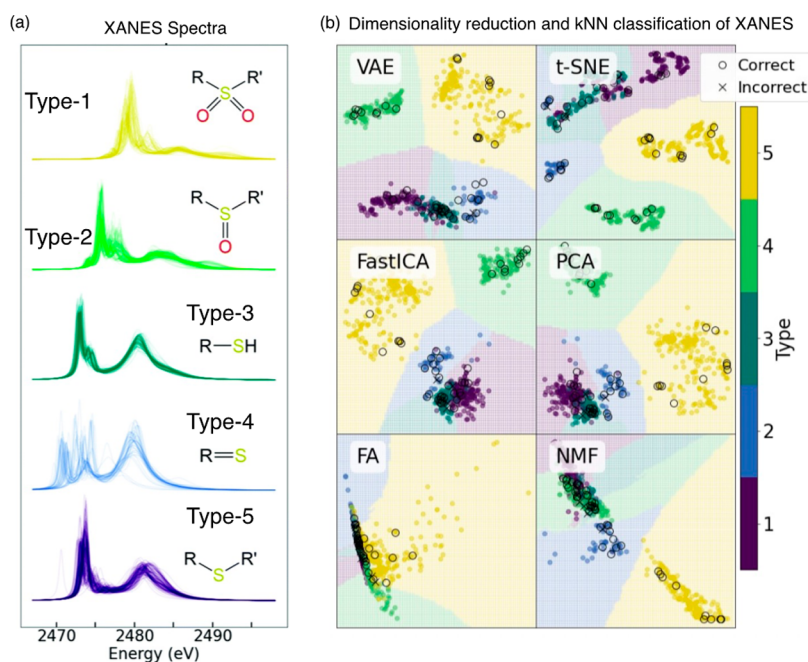 (a)
XANES Spectra
Type-1
R
S
R'
O
O
Type-2
R
S
R'
O
Type-3
R
SH
Type-4
R
S
Type-5
R
S
R'
2470
2480
2490
Energy (eV)
(b) Dimensionality reduction and kNN classification of XANES
VAE
t-SNE
Correct
Incorrect
FastICA
PCA
FA
NMF
5
4
3
2
1
Type